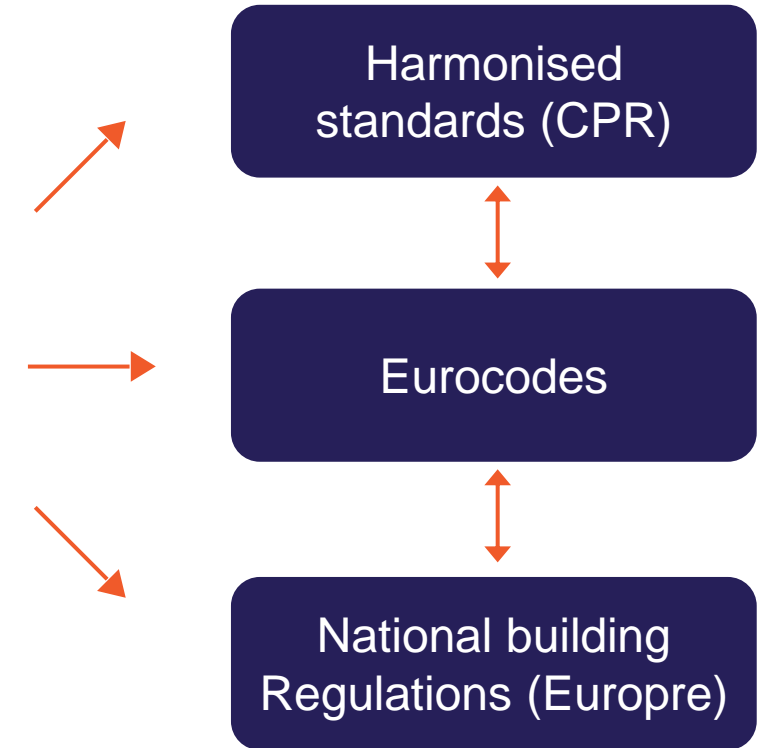 Harmonised
standards (CPR)
Eurocodes
National building
Regulations (Europre)